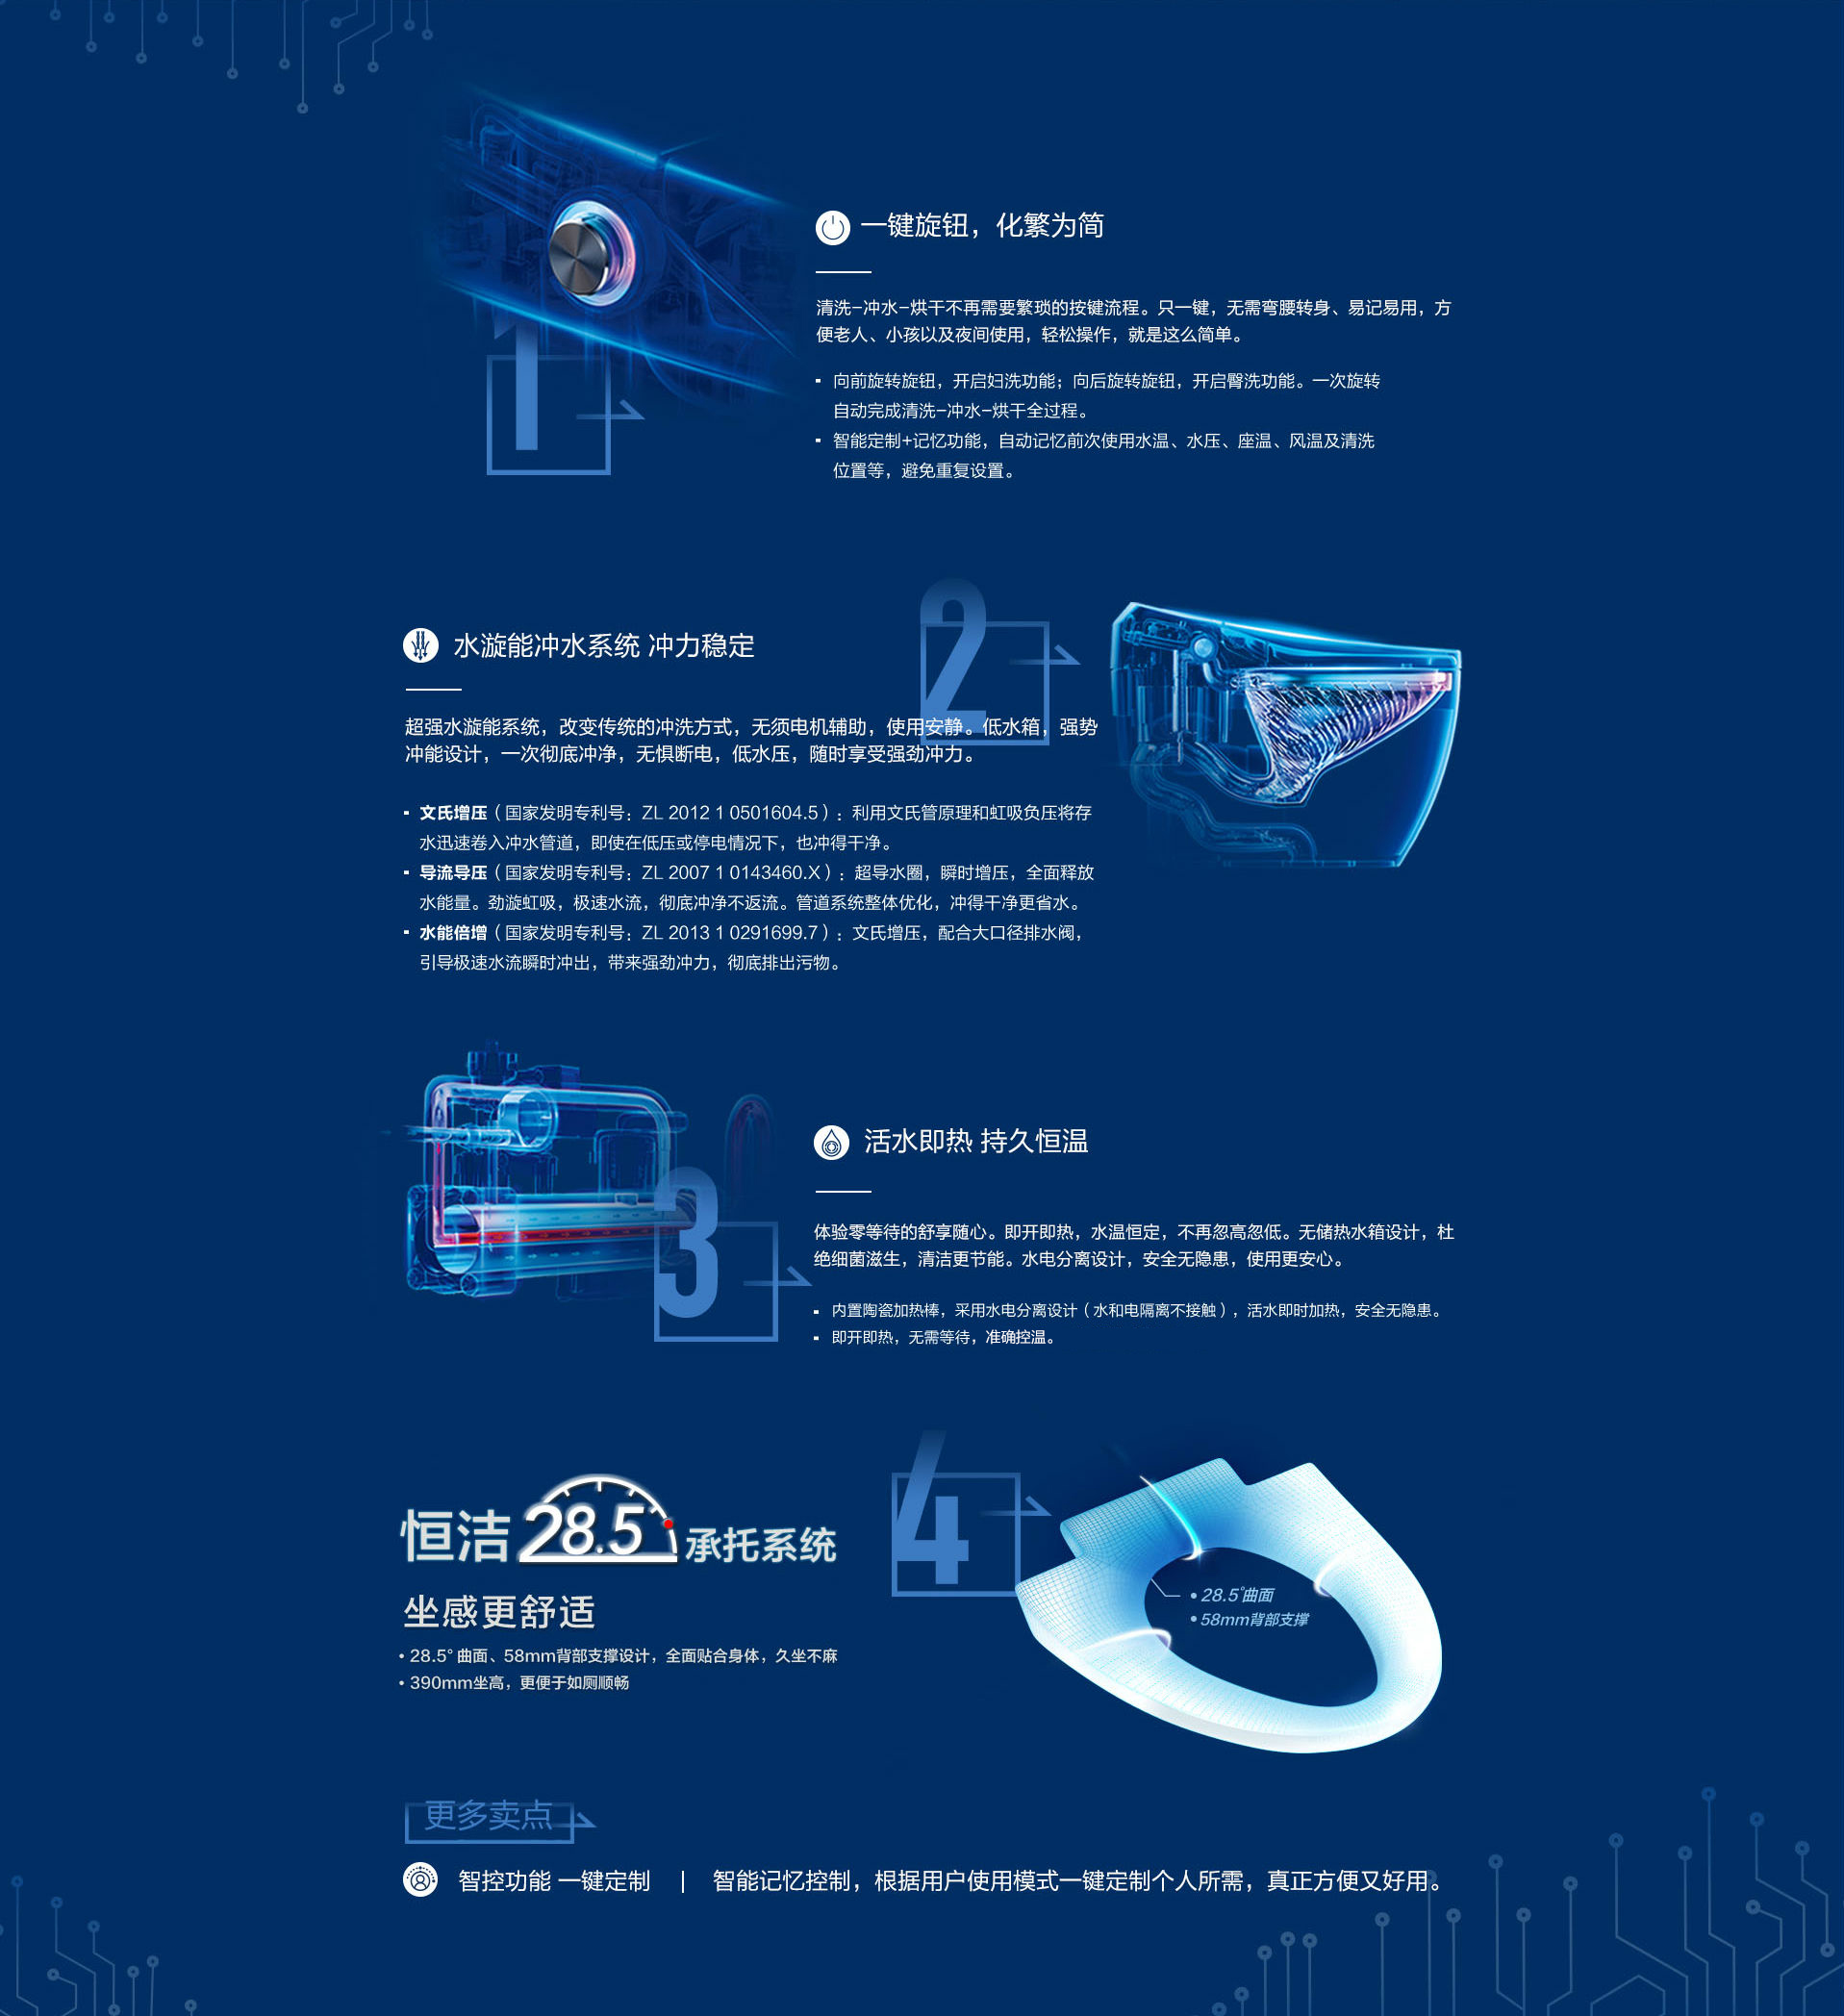 1
一键旋钮，化繁为简
清洗-冲水-烘干不再需要繁琐的按键流程。只一键，无需弯腰转身、易记易用，方
便老人、小孩以及夜间使用，轻松操作，就是这么简单。
向前旋转旋钮，开启妇洗功能；向后旋转旋钮，开启臀洗功能。一次旋转
自动完成清洗-冲水-烘干全过程。
智能定制+记忆功能，自动记忆前次使用水温、水压、座温、风温及清洗
位置等，避免重复设置。
2
水漩能冲水系统 冲力稳定
超强水漩能系统，改变传统的冲洗方式，无须电机辅助，使用安静。低水箱，强势
冲能设计，一次彻底冲净，无惧断电，低水压，随时享受强劲冲力。
文氏增压（国家发明专利号：ZL 2012 1 0501604.5）：利用文氏管原理和虹吸负压将存
水迅速卷入冲水管道，即使在低压或停电情况下，也冲得干净。
导流导压（国家发明专利号：ZL 2007 1 0143460.X）：超导水圈，瞬时增压，全面释放
水能量。劲漩虹吸，极速水流，彻底冲净不返流。管道系统整体优化，冲得干净更省水。
水能倍增（国家发明专利号：ZL 2013 1 0291699.7）：文氏增压，配合大口径排水阀，
引导极速水流瞬时冲出，带来强劲冲力，彻底排出污物。
3
活水即热 持久恒温
体验零等待的舒享随心。即开即热，水温恒定，不再忽高忽低。无储热水箱设计，杜
绝细菌滋生，清洁更节能。水电分离设计，安全无隐患，使用更安心。
内置陶瓷加热棒，采用水电分离设计（水和电隔离不接触），活水即时加热，安全无隐患。
即开即热，无需等待，准确控温。
4
恒洁28.5°承托系统
坐感更舒适
• 28.5° 曲面、58mm背部支撑设计，全面贴合身体，久坐不麻
• 390mm坐高，更便于如厕顺畅
• 28.5°曲面
• 58mm背部支撑
更多卖点
智控功能 一键定制 | 智能记忆控制，根据用户使用模式一键定制个人所需，真正方便又好用。